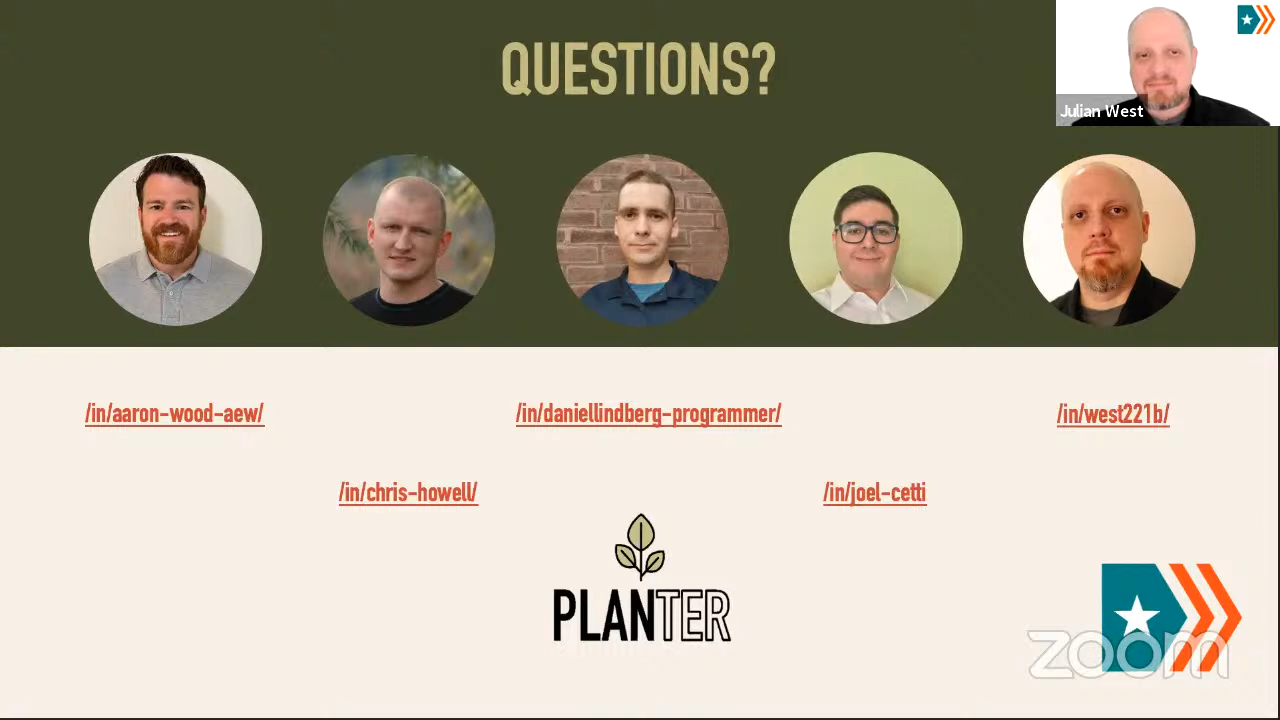 QUESTIONS?
Julian West
/in/aaron-wood-aew/
/in/daniellindberg-programmer/
/in/west221b/
/in/chris-howell/
/in/joel-cetti
PLANTER
zoom